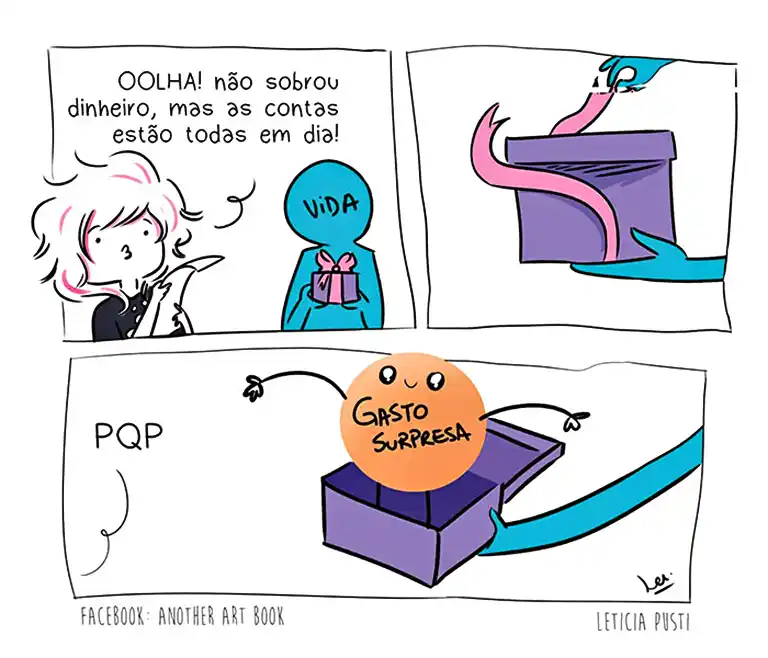 OOLHA! não sobrou
dinheiro, mas as contas
estão todas em dia!
ViDA
PQP
GASTO
SURPRESA
Let.
FACEBOOK: ANOTHER ART BOOK
LETICIA PUSTI